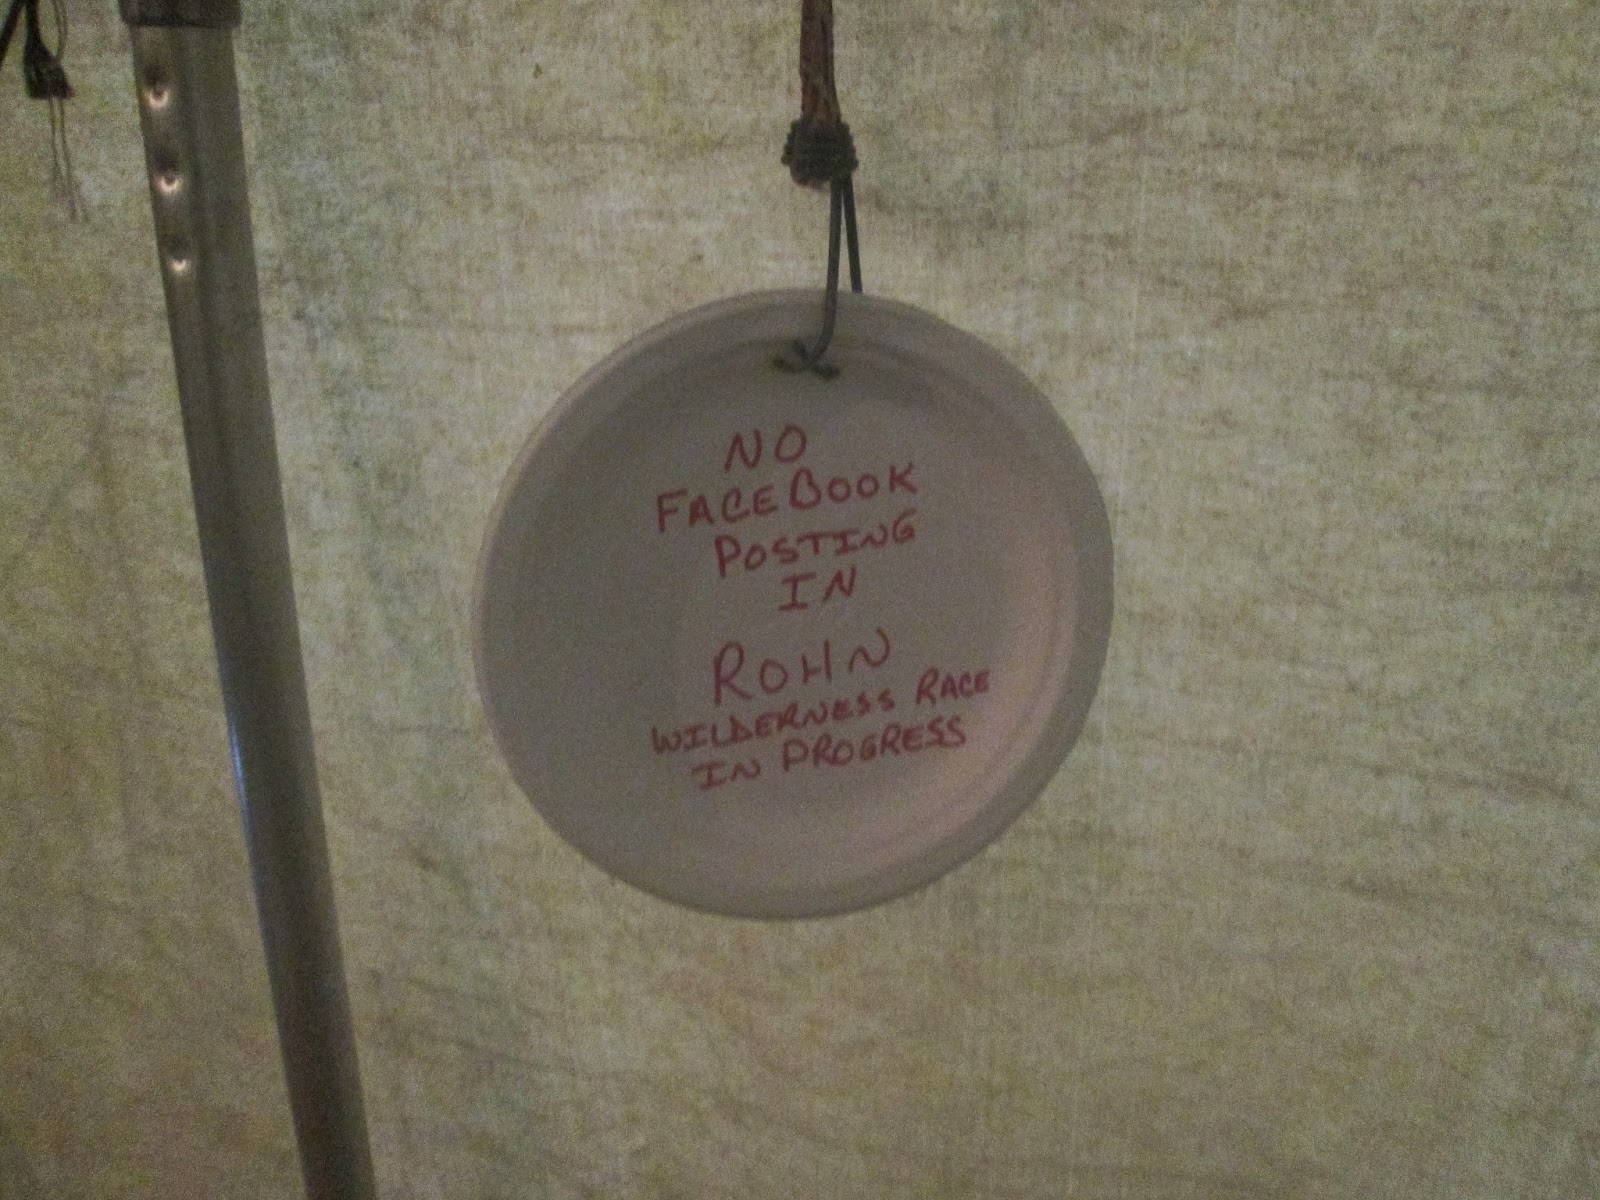 NO
FACEBOOK
POSTING
IN
ROHN
WILDERNESS RACE
IN PROGRESS